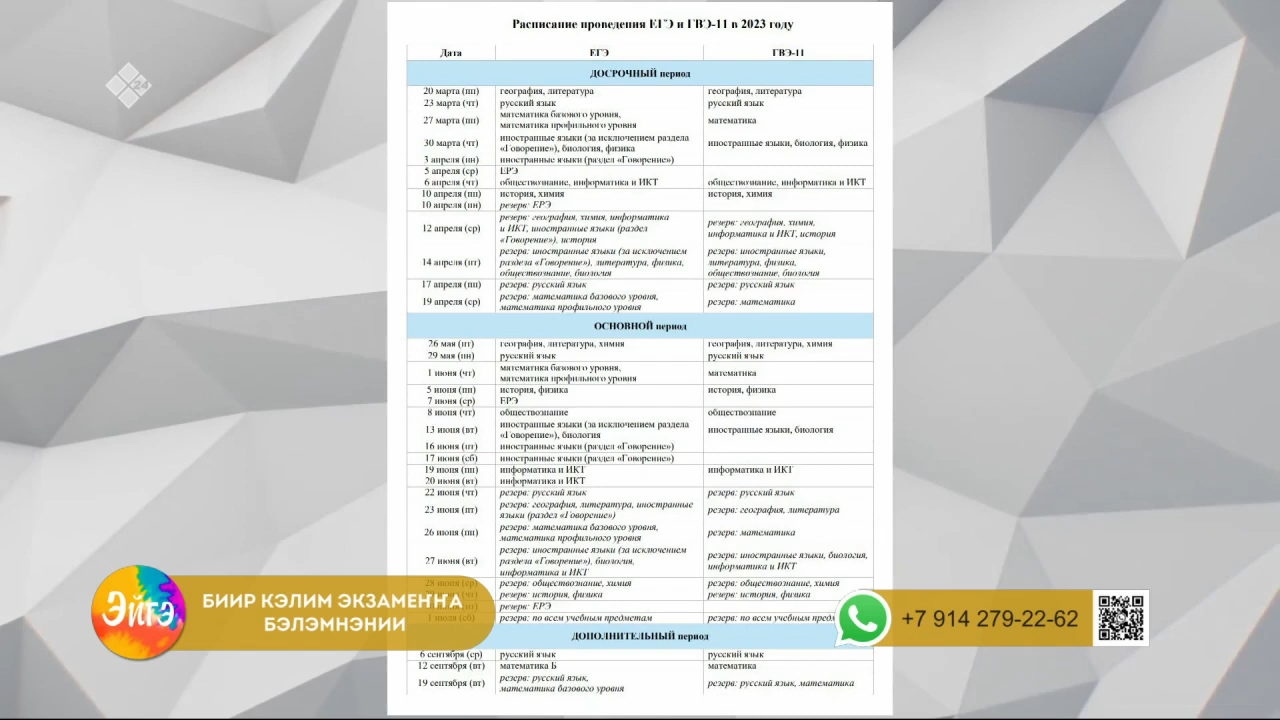 Расписание проведения ЕГЭ и ГВЭ-11 в 2023 году
Дата ЕГЭ ГВЭ-11
ДОСРОЧНЫЙ период
20 марта (пн) география, литература география, литература
23 марта (чт) русский язык русский язык
27 марта (пн) математика базового уровня,
математика профильного уровня математика
30 марта (чт) иностранные языки (за исключением раздела
«Говорение»), биология, физика иностранные языки, биология, физика
3 апреля (пн) иностранные языки (раздел «Говорение»)
5 апреля (ср) ЕРЭ
6 апреля (чт) обществознание, информатика и ИКТ обществознание, информатика и ИКТ
10 апреля (пн) история, химия история, химия
10 апреля (пн) резерв: ЕРЭ
12 апреля (ср) резерв: география, химия, информатика
и ИКТ, иностранные языки (раздел
«Говорение»), история резерв: география, химия,
информатика и ИКТ, история
14 апреля (пт) резерв: иностранные языки (за исключением
раздела «Говорение»), литература, физика,
обществознание, биология резерв: иностранные языки,
литература, физика,
обществознание, биология
17 апреля (пн) резерв: русский язык резерв: русский язык
19 апреля (ср) резерв: математика базового уровня,
математика профильного уровня резерв: математика
ОСНОВНОЙ период
26 мая (пт) география, литература, химия география, литература, химия
29 мая (пн) русский язык русский язык
1 июня (чт) математика базового уровня,
математика профильного уровня математика
5 июня (пн) история, физика история, физика
7 июня (ср) ЕРЭ
8 июня (чт) обществознание обществознание
13 июня (вт) иностранные языки (за исключением раздела
«Говорение»), биология иностранные языки, биология
16 июня (пт) иностранные языки (раздел «Говорение»)
17 июня (сб) иностранные языки (раздел «Говорение»)
19 июня (пн) информатика и ИКТ информатика и ИКТ
20 июня (вт) информатика и ИКТ
22 июня (чт) резерв: русский язык резерв: русский язык
23 июня (пт) резерв: география, литература, иностранные
языки (раздел «Говорение») резерв: география, литература
26 июня (пн) резерв: математика базового уровня,
математика профильного уровня резерв: математика
27 июня (вт) резерв: иностранные языки (за исключением
раздела «Говорение»), биология,
информатика и ИКТ резерв: иностранные языки, биология,
информатика и ИКТ
28 июня (ср) резерв: обществознание, химия резерв: обществознание, химия
резерв: история, физика резерв: история, физика
резерв: ЕРЭ
1 июля (сб) резерв: по всем учебным предметам резерв: по всем учебным
ДОПОЛНИТЕЛЬНЫЙ период
6 сентября (ср) русский язык русский язык
12 сентября (вт) математика Б математика
19 сентября (вт) резерв: русский язык,
математика базового уровня резерв: русский язык, математика
24
Эйгэ
БИИР КЭЛИМ ЭКЗАМЕҤҤА
БЭЛЭМНЭНИИ
+7 914 279-22-62